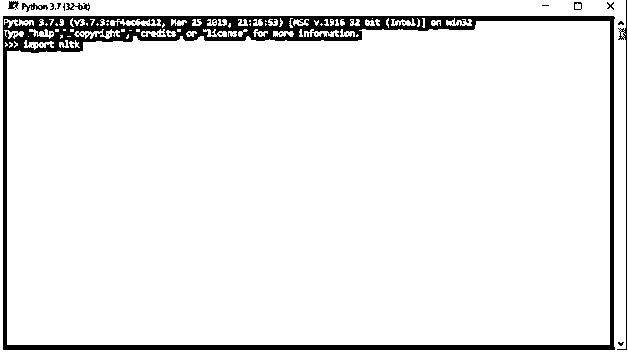 Python 3.7 (32-bit)
Python 3.7.3 (v3.7.3:ef4ec6ed12, Mar 25 2019, 21:26:53) [MSC v.1916 32 bit (Intel)] on win32
Type "help", "copyright", "credits" or "license" for more information.
>>> import nltk